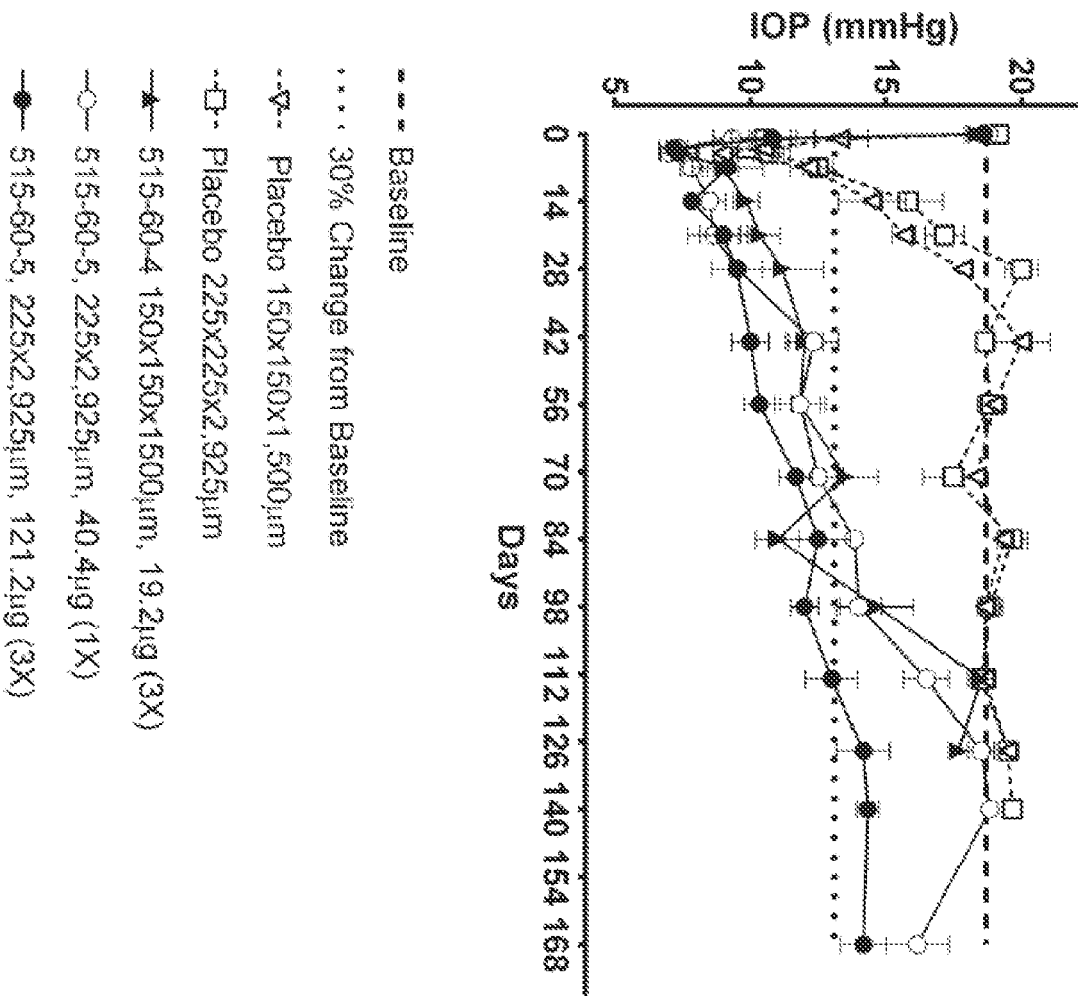 IOP (mmHg)
20
15
10
5
0
14
28
42
56
70
84
98
112
126
140
154
168
Days
Baseline
30% Change from Baseline
Placebo 150x150x1,500µm
Placebo 225x225x2,925µm
515-60-4 150x150x1500µm, 19.2µg (3X)
515-60-5, 225x2,925µm, 40.4µg (1X)
515-60-5, 225x2,925µm, 121.2µg (3X)